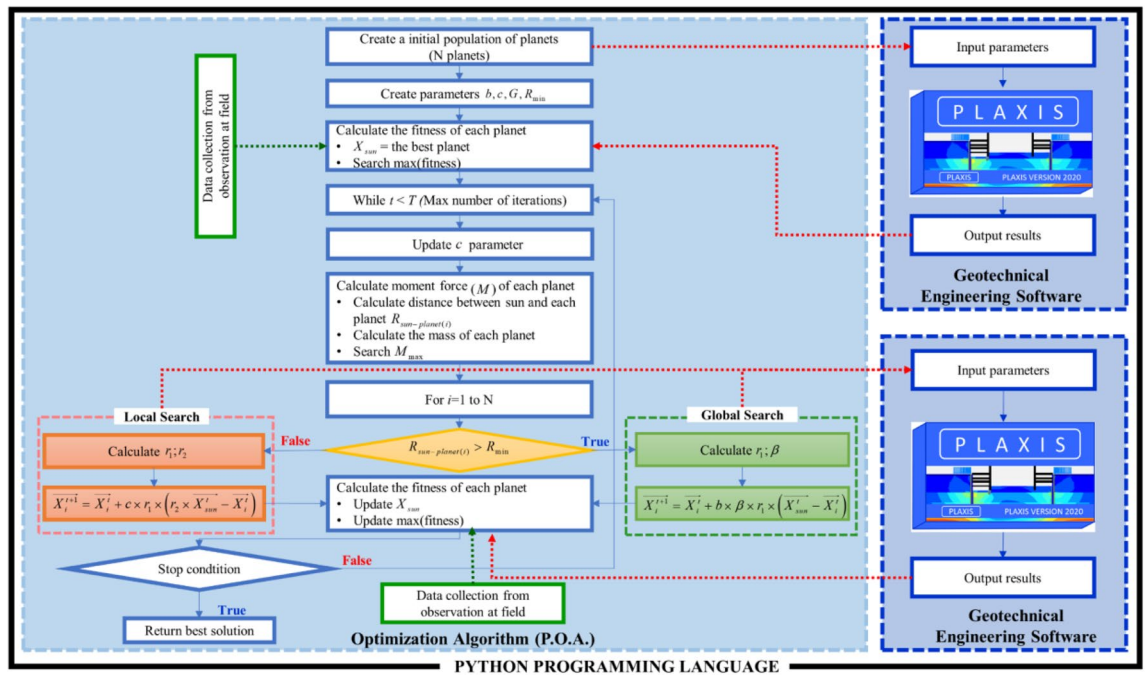 Create a initial population of planets
(N planets)
Create parameters b, c, G, R_min
Data collection from
observation at field
Calculate the fitness of each planet
• X_sun = the best planet
• Search max(fitness)
While t < T (Max number of iterations)
Update c parameter
Calculate moment force (M) of each planet
• Calculate distance between sun and each
planet R_sun−planet(i)
• Calculate the mass of each planet
• Search M_max
For i=1 to N
Local Search
Calculate r_1; r_2
X_i^{t+1} = X_i^t + c × r_1 × (r_2 × X_sun^t − X_i^t)
False
R_sun−planet(i) > R_min
True
Global Search
Calculate r_1; β
X_i^{t+1} = X_i^t + b × β × r_1 × (X_sun^t − X_i^t)
Calculate the fitness of each planet
• Update X_sun
• Update max(fitness)
Stop condition
False
True
Return best solution
Data collection from
observation at field
Optimization Algorithm (P.O.A.)
Input parameters
PLAXIS
PLAXIS PLAXIS VERSION 2020
Output results
Geotechnical
Engineering Software
Input parameters
PLAXIS
PLAXIS PLAXIS VERSION 2020
Output results
Geotechnical
Engineering Software
PYTHON PROGRAMMING LANGUAGE